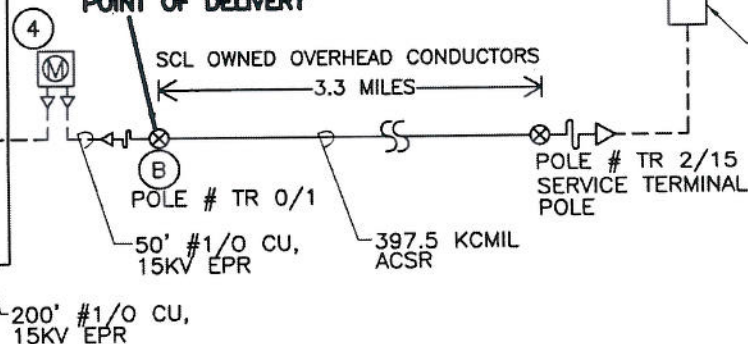 POINT OF DELIVERY
4
M
SCL OWNED OVERHEAD CONDUCTORS
3.3 MILES
B
POLE # TR 0/1
POLE # TR 2/15
SERVICE TERMINAL
POLE
50' #1/0 CU,
15KV EPR
397.5 KCMIL
ACSR
200' #1/0 CU,
15KV EPR